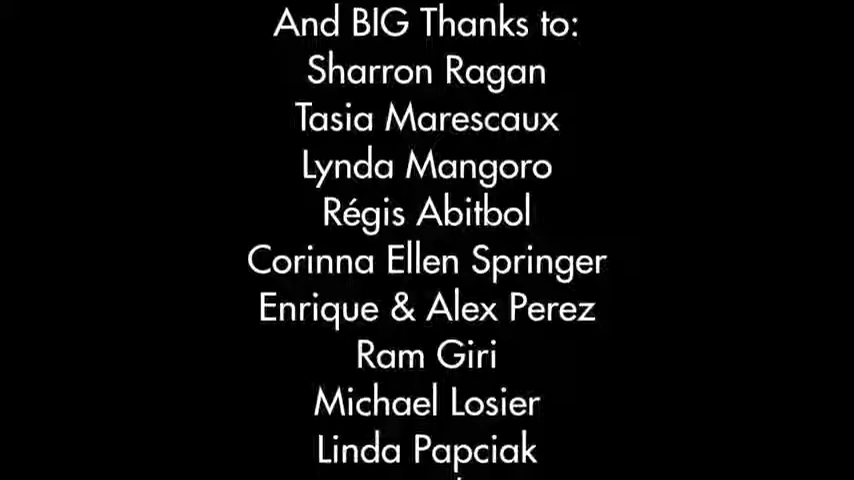 And BIG Thanks to:
Sharron Ragan
Tasia Marescaux
Lynda Mangoro
Régis Abitbol
Corinna Ellen Springer
Enrique & Alex Perez
Ram Giri
Michael Losier
Linda Papciak